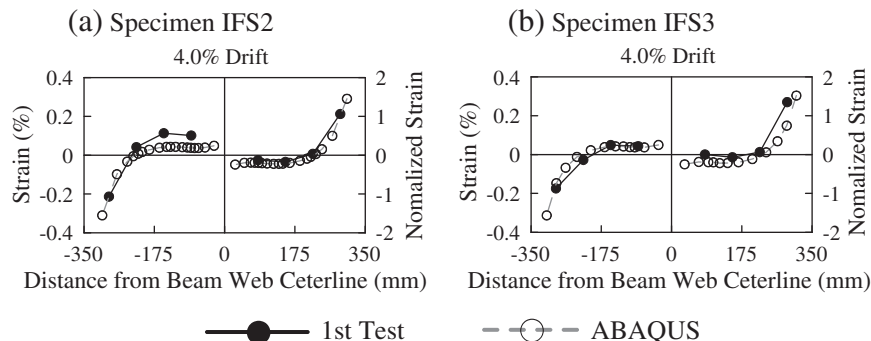 (a) Specimen IFS2
4.0% Drift
Strain (%)
0.4
0.2
0
-0.2
-0.4
2
1
0
-1
-2
Nomalized Strain
-350 -175 0 175 350
Distance from Beam Web Ceterline (mm)
(b) Specimen IFS3
4.0% Drift
Strain (%)
0.4
0.2
0
-0.2
-0.4
2
1
0
-1
-2
Nomalized Strain
-350 -175 0 175 350
Distance from Beam Web Ceterline (mm)
1st Test
ABAQUS